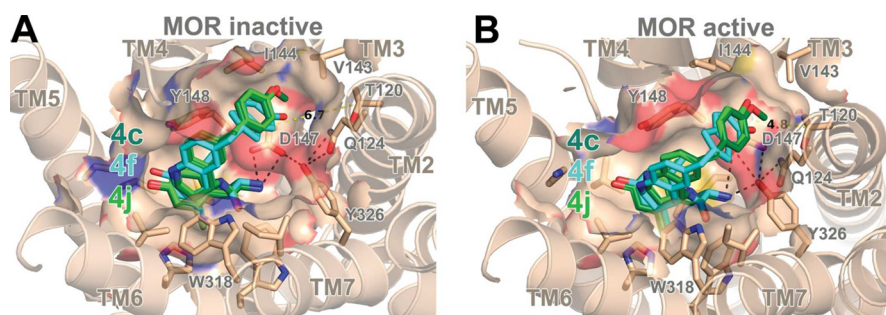 A
MOR inactive
TM4
I144
TM3
V143
TM5
Y148
T120
6,7
4c
D147
Q124
4f
TM2
4j
Y326
W318
TM6
TM7
B
MOR active
TM4
I144
TM3
V143
TM5
Y148
T120
4,8
4c
D147
Q124
4f
TM2
4j
Y326
W318
TM6
TM7